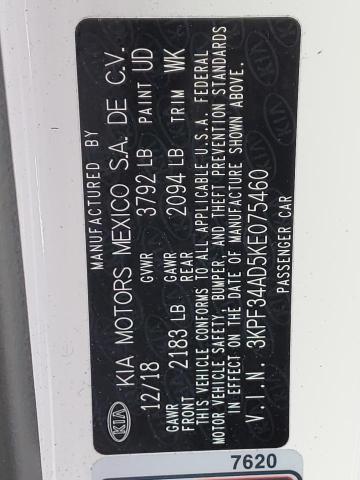 MANUFACTURED BY
KIA KIA MOTORS MEXICO S.A. DE C.V.
12/18 GVWR 3792 LB PAINT UD
GAWR FRONT 2183 LB GAWR REAR 2094 LB TRIM WK
THIS VEHICLE CONFORMS TO ALL APPLICABLE U.S.A. FEDERAL
MOTOR VEHICLE SAFETY, BUMPER, AND THEFT PREVENTION STANDARDS
IN EFFECT ON THE DATE OF MANUFACTURE SHOWN ABOVE.
V.I.N. 3KPF34AD5KE075460
PASSENGER CAR
7620